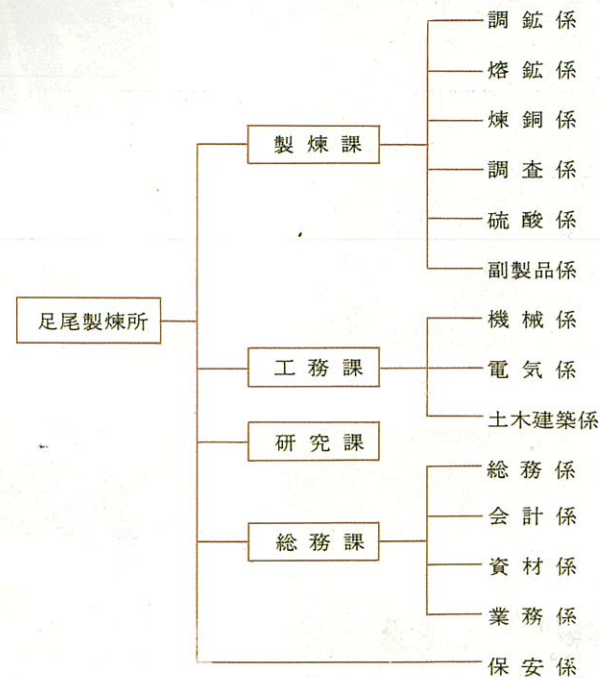 足尾製煉所
製煉課
調鉱係
熔鉱係
煉銅係
調査係
硫酸係
副製品係
工務課
機械係
電気係
土木建築係
研究課
総務課
総務係
会計係
資材係
業務係
保安係